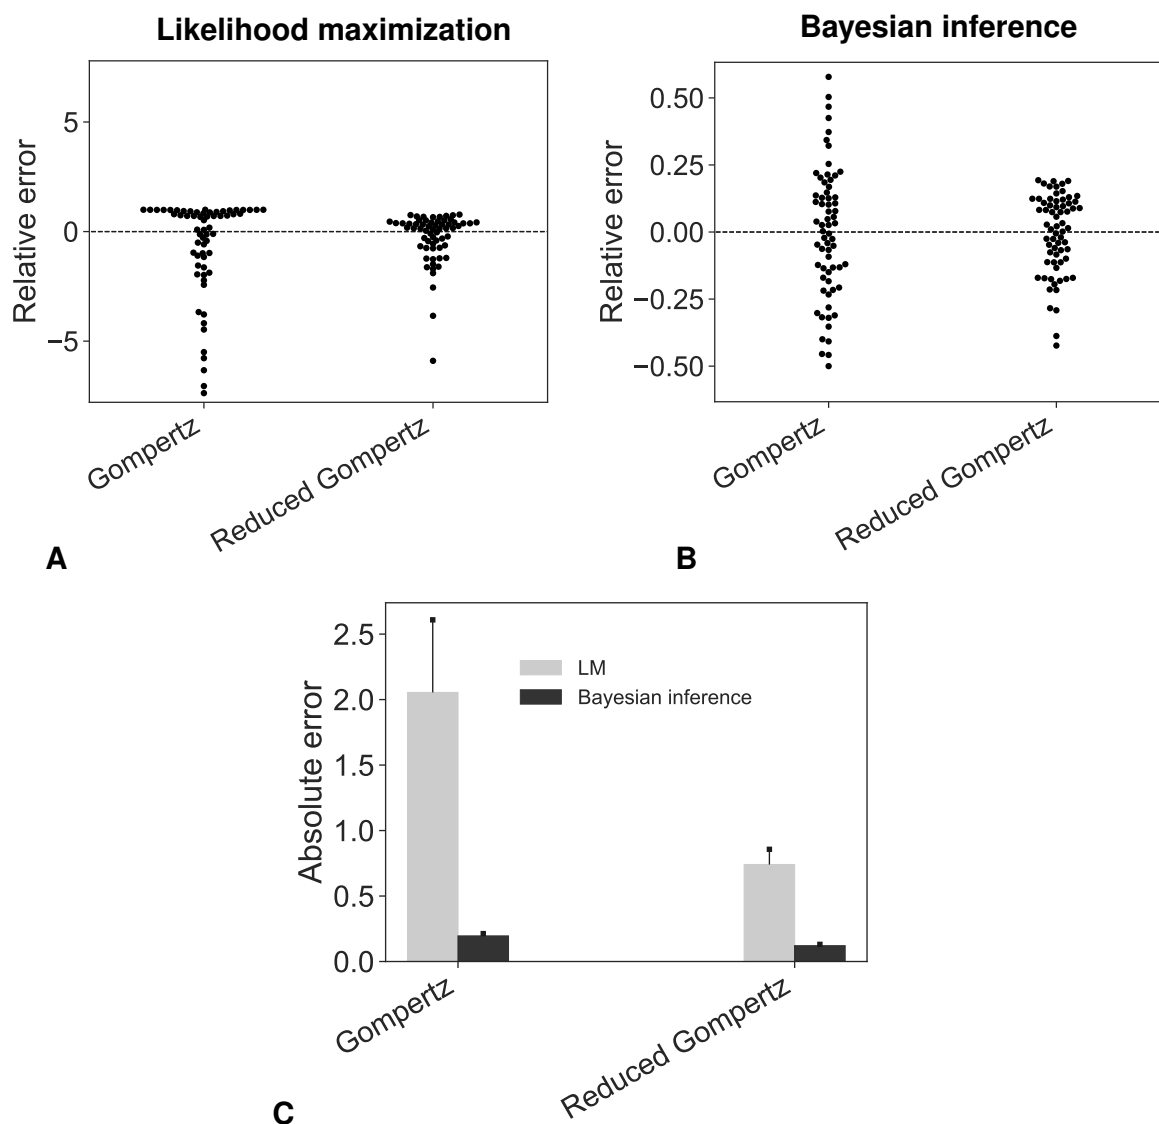 Likelihood maximization
Relative error
5
0
−5
Gompertz
Reduced Gompertz
A
Bayesian inference
Relative error
0.50
0.25
0.00
−0.25
−0.50
Gompertz
Reduced Gompertz
B
Absolute error
2.5
2.0
1.5
1.0
0.5
0.0
LM
Bayesian inference
Gompertz
Reduced Gompertz
C